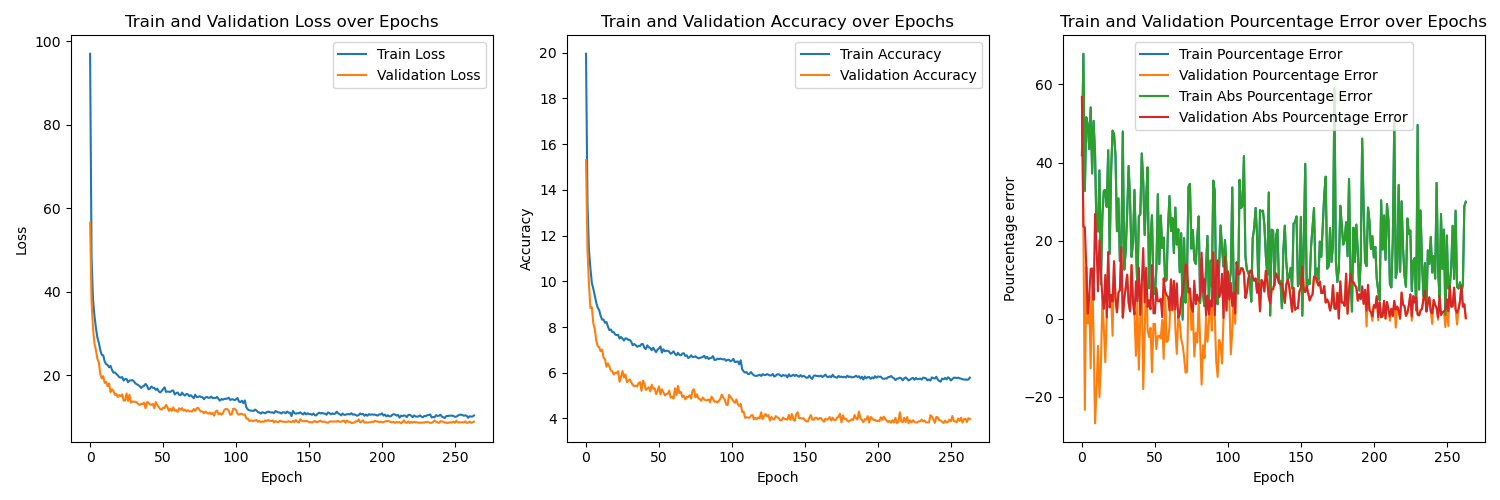 Train and Validation Loss over Epochs
100
80
60
40
20
Loss
0
50
100
150
200
250
Epoch
Train Loss
Validation Loss
Train and Validation Accuracy over Epochs
20
18
16
14
12
10
8
6
4
Accuracy
0
50
100
150
200
250
Epoch
Train Accuracy
Validation Accuracy
Train and Validation Pourcentage Error over Epochs
60
40
20
0
−20
Pourcentage error
0
50
100
150
200
250
Epoch
Train Pourcentage Error
Validation Pourcentage Error
Train Abs Pourcentage Error
Validation Abs Pourcentage Error